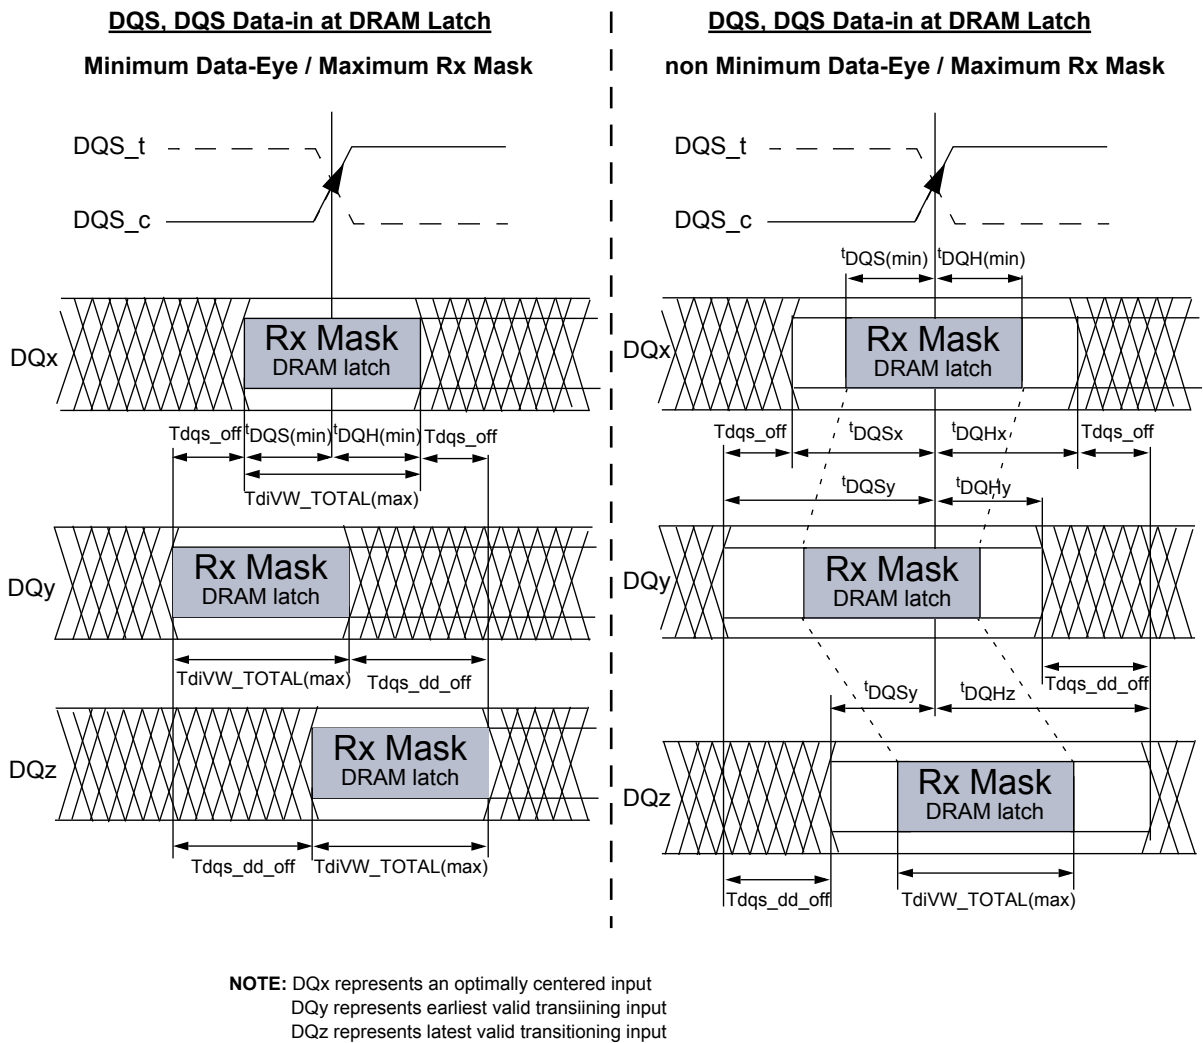 DQS, DQS Data-in at DRAM Latch
Minimum Data-Eye / Maximum Rx Mask
DQS_t
DQS_c
DQx
Rx Mask
DRAM latch
Tdqs_off
tDQS(min)
tDQH(min)
Tdqs_off
TdiVW_TOTAL(max)
DQy
Rx Mask
DRAM latch
TdiVW_TOTAL(max)
Tdqs_dd_off
DQz
Rx Mask
DRAM latch
Tdqs_dd_off
TdiVW_TOTAL(max)
DQS, DQS Data-in at DRAM Latch
non Minimum Data-Eye / Maximum Rx Mask
DQS_t
DQS_c
tDQS(min)
tDQH(min)
DQx
Rx Mask
DRAM latch
Tdqs_off
tDQSx
tDQHx
Tdqs_off
tDQSy
tDQHy
DQy
Rx Mask
DRAM latch
Tdqs_dd_off
tDQSy
tDQHz
DQz
Rx Mask
DRAM latch
Tdqs_dd_off
TdiVW_TOTAL(max)
NOTE: DQx represents an optimally centered input
DQy represents earliest valid transiining input
DQz represents latest valid transitioning input